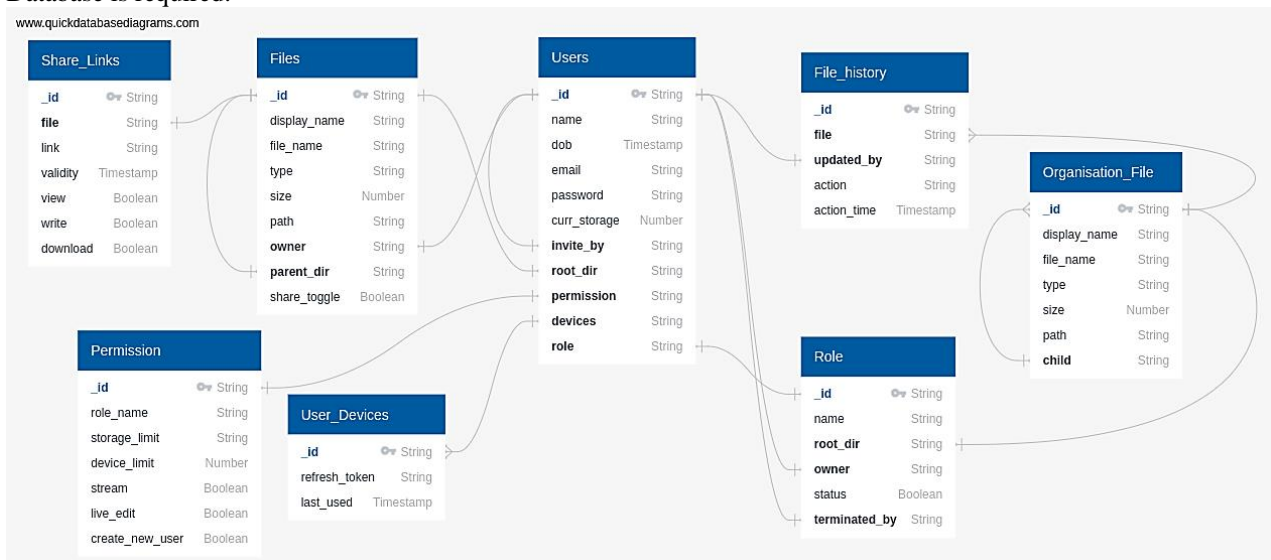 Database is required.
www.quickdatabasediagrams.com
Share_Links
_id String
file String
link String
validity Timestamp
view Boolean
write Boolean
download Boolean
Files
_id String
display_name String
file_name String
type String
size Number
path String
owner String
parent_dir String
share_toggle Boolean
Users
_id String
name String
dob Timestamp
email String
password String
curr_storage Number
invite_by String
root_dir String
permission String
devices String
role String
File_history
_id String
file String
updated_by String
action String
action_time Timestamp
Organisation_File
_id String
display_name String
file_name String
type String
size Number
path String
child String
Permission
_id String
role_name String
storage_limit String
device_limit Number
stream Boolean
live_edit Boolean
create_new_user Boolean
User_Devices
_id String
refresh_token String
last_used Timestamp
Role
_id String
name String
root_dir String
owner String
status Boolean
terminated_by String